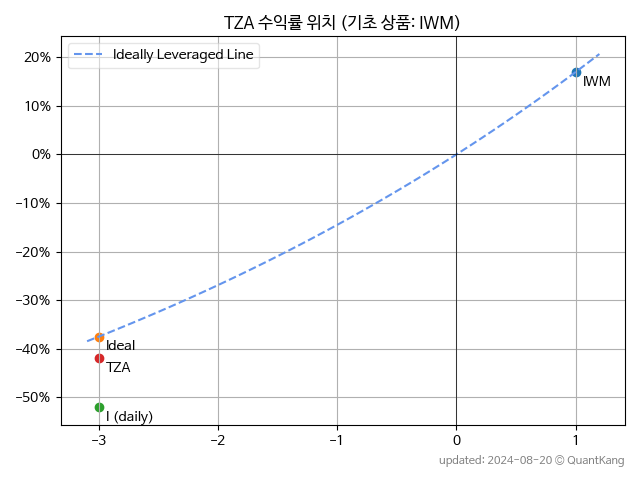 TZA 수익률 위치 (기초 상품: IWM)
Ideally Leveraged Line
20%
10%
0%
-10%
-20%
-30%
-40%
-50%
IWM
Ideal
TZA
I (daily)
-3
-2
-1
0
1
updated: 2024-08-20 © QuantKang